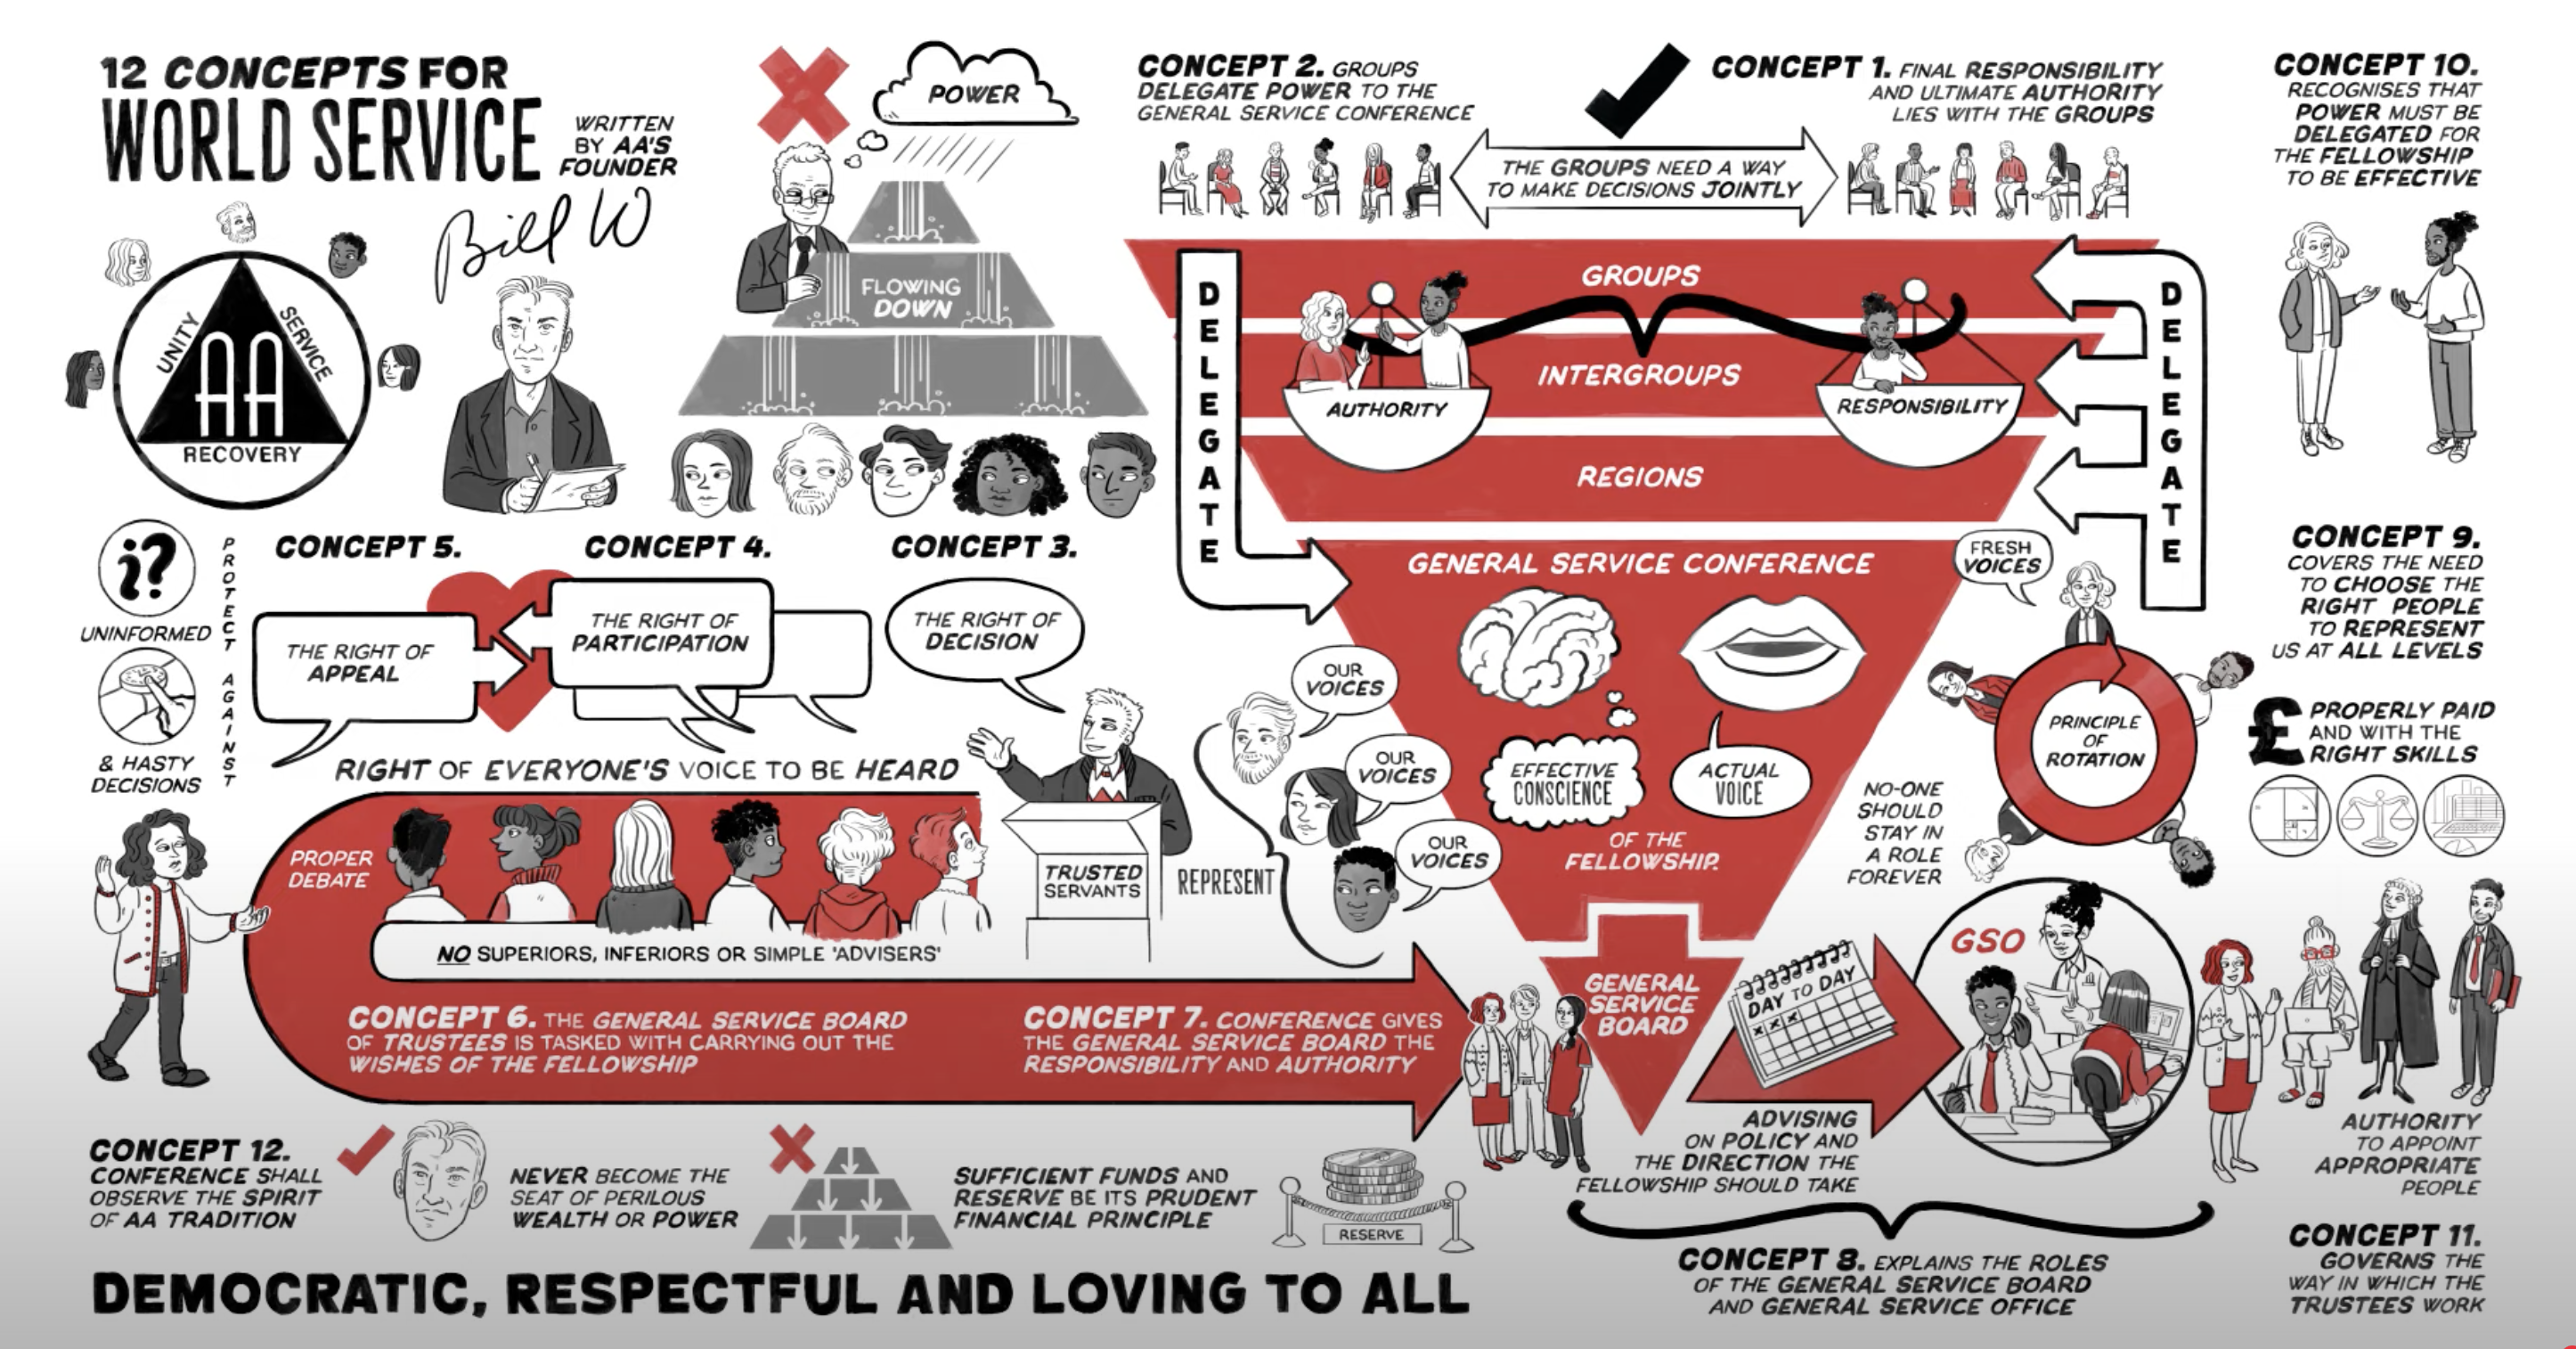 12 CONCEPTS FOR
WORLD SERVICE
WRITTEN
BY AA'S
FOUNDER
Bill W
UNITY
SERVICE
AA
RECOVERY
POWER
FLOWING
DOWN
CONCEPT 2. GROUPS
DELEGATE POWER TO THE
GENERAL SERVICE CONFERENCE
CONCEPT 1. FINAL RESPONSIBILITY
AND ULTIMATE AUTHORITY
LIES WITH THE GROUPS
THE GROUPS NEED A WAY
TO MAKE DECISIONS JOINTLY
CONCEPT 10.
RECOGNISES THAT
POWER MUST BE
DELEGATED FOR
THE FELLOWSHIP
TO BE EFFECTIVE
DELEGATE
GROUPS
INTERGROUPS
AUTHORITY
RESPONSIBILITY
REGIONS
DELEGATE
GENERAL SERVICE CONFERENCE
EFFECTIVE
CONSCIENCE
ACTUAL
VOICE
OF THE
FELLOWSHIP.
FRESH
VOICES
PRINCIPLE
OF
ROTATION
NO-ONE
SHOULD
STAY IN
A ROLE
FOREVER
CONCEPT 9.
COVERS THE NEED
TO CHOOSE THE
RIGHT PEOPLE
TO REPRESENT
US AT ALL LEVELS
£ PROPERLY PAID
AND WITH THE
RIGHT SKILLS
CONCEPT 5.
CONCEPT 4.
CONCEPT 3.
¿?
UNINFORMED
& HASTY
DECISIONS
PROTECT AGAINST
THE RIGHT OF
APPEAL
THE RIGHT OF
PARTICIPATION
THE RIGHT OF
DECISION
RIGHT OF EVERYONE'S VOICE TO BE HEARD
PROPER
DEBATE
NO SUPERIORS, INFERIORS OR SIMPLE 'ADVISERS'
TRUSTED
SERVANTS
REPRESENT
OUR
VOICES
OUR
VOICES
OUR
VOICES
CONCEPT 6. THE GENERAL SERVICE BOARD
OF TRUSTEES IS TASKED WITH CARRYING OUT THE
WISHES OF THE FELLOWSHIP
CONCEPT 7. CONFERENCE GIVES
THE GENERAL SERVICE BOARD THE
RESPONSIBILITY AND AUTHORITY
GENERAL
SERVICE
BOARD
DAY TO DAY
XXX
GSO
ADVISING
ON POLICY AND
THE DIRECTION THE
FELLOWSHIP SHOULD TAKE
AUTHORITY
TO APPOINT
APPROPRIATE
PEOPLE
CONCEPT 12.
CONFERENCE SHALL
OBSERVE THE SPIRIT
OF AA TRADITION
NEVER BECOME THE
SEAT OF PERILOUS
WEALTH OR POWER
SUFFICIENT FUNDS AND
RESERVE BE ITS PRUDENT
FINANCIAL PRINCIPLE
RESERVE
CONCEPT 8. EXPLAINS THE ROLES
OF THE GENERAL SERVICE BOARD
AND GENERAL SERVICE OFFICE
CONCEPT 11.
GOVERNS THE
WAY IN WHICH THE
TRUSTEES WORK
DEMOCRATIC, RESPECTFUL AND LOVING TO ALL